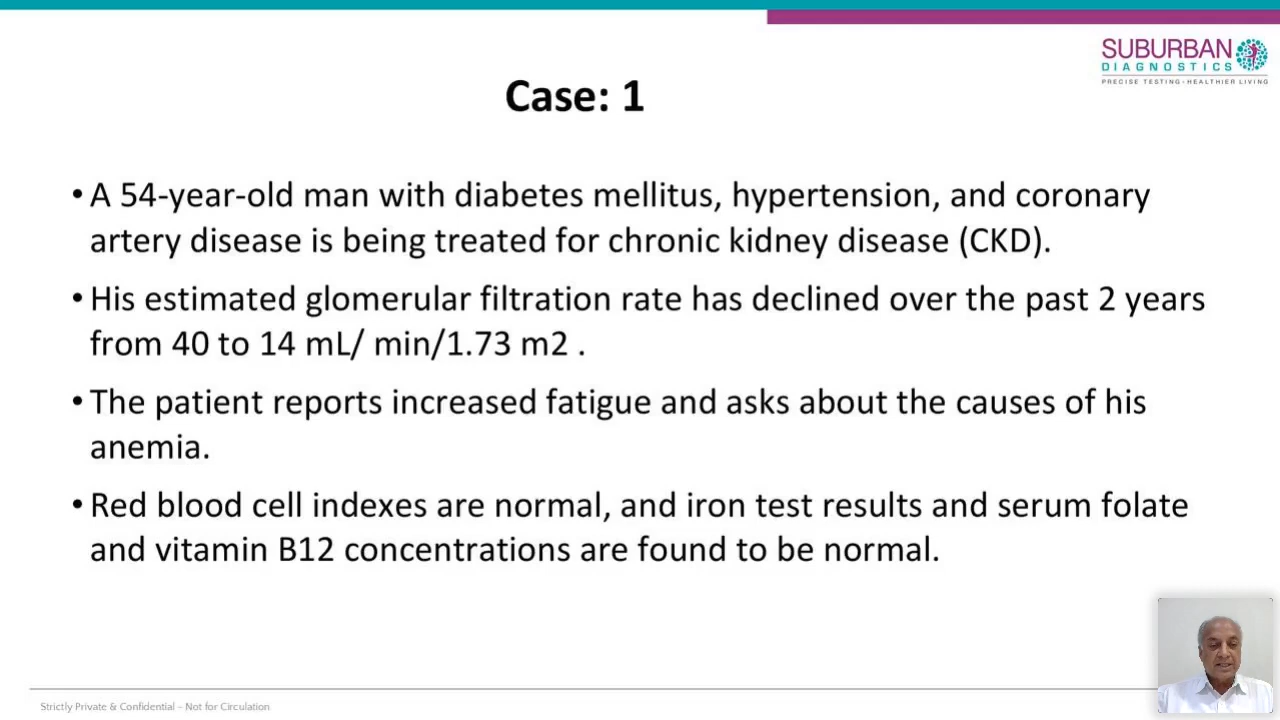 SUBURBAN
DIAGNOSTICS
PRECISE TESTING - HEALTHIER LIVING
Case: 1
• A 54-year-old man with diabetes mellitus, hypertension, and coronary
artery disease is being treated for chronic kidney disease (CKD).
• His estimated glomerular filtration rate has declined over the past 2 years
from 40 to 14 mL/ min/1.73 m2 .
• The patient reports increased fatigue and asks about the causes of his
anemia.
• Red blood cell indexes are normal, and iron test results and serum folate
and vitamin B12 concentrations are found to be normal.
Strictly Private & Confidential – Not for Circulation